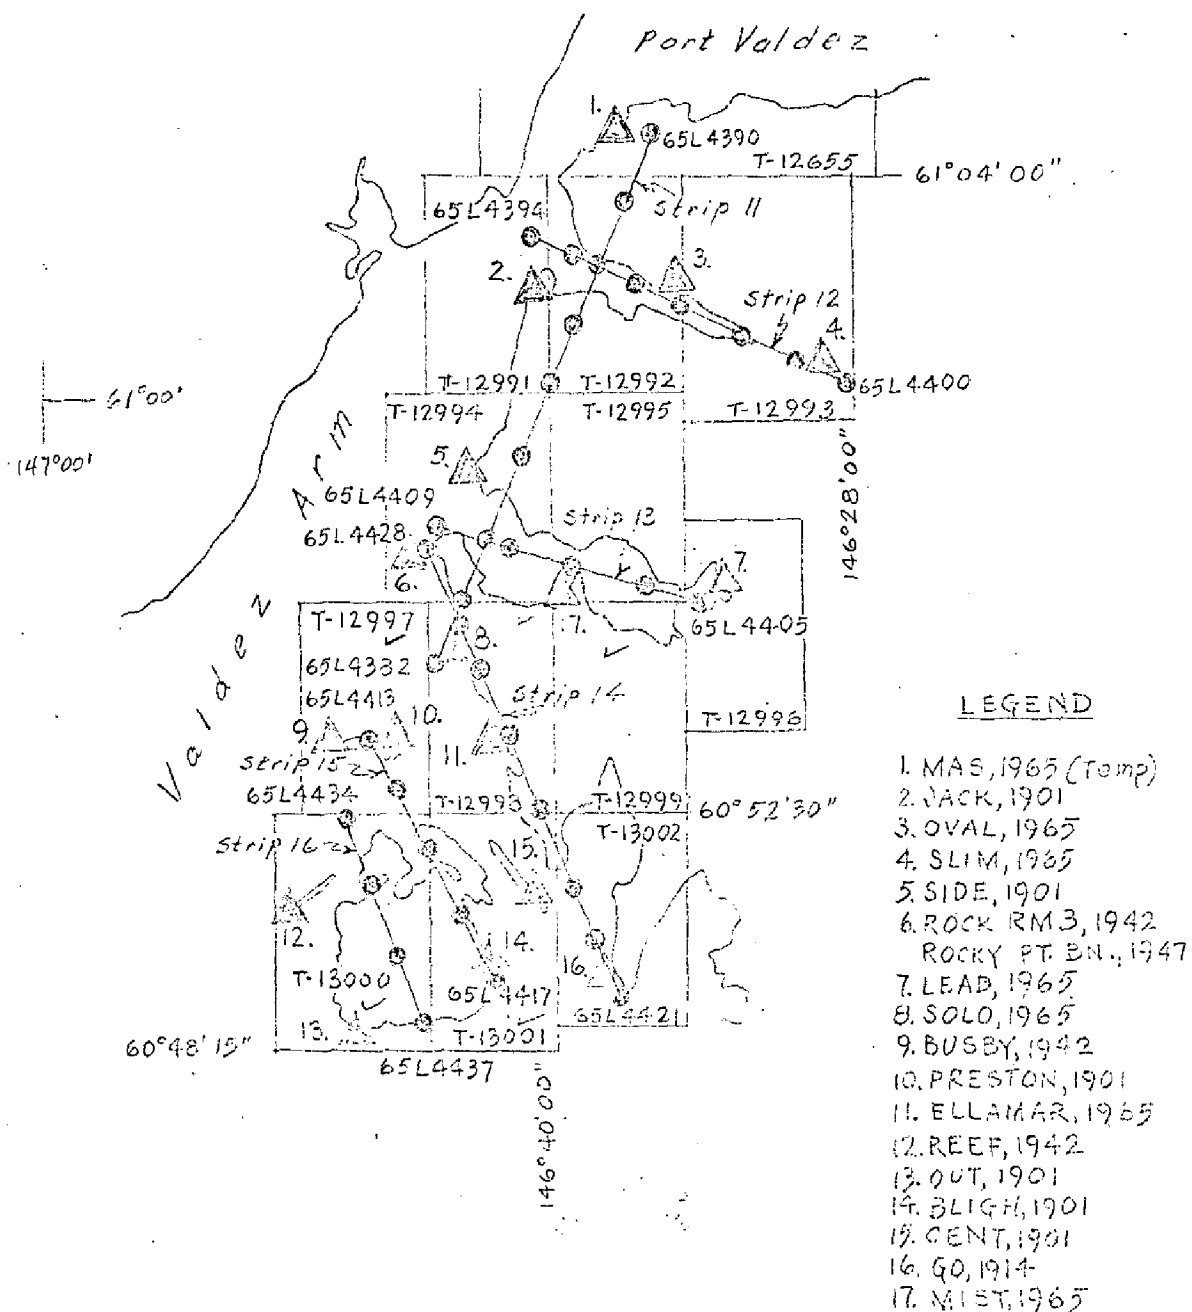 Port Valdez
1.
65L4390
T-12655
61°04'00"
Strip 11
65L4394
2.
3.
Strip 12
4.
65L4400
T-12991
T-12992
T-12993
61°00'
147°00'
T-12994
T-12995
146°28'00"
5.
Valdez Arm
65L4409
Strip 13
65L4428
6.
7.
65L4405
T-12997
17.
8.
65L4382
65L4413
Strip 14
T-12996
9.
10.
11.
Strip 15
65L4434
T-12998
T-12999
60°52'30"
T-13002
Strip 16
15.
12.
14.
T-13000
16.
65L4417
65L4421
13.
T-13001
60°48'15"
65L4437
146°40'00"
LEGEND
1. MAS, 1965 (Temp)
2. JACK, 1901
3. OVAL, 1965
4. SLIM, 1965
5. SIDE, 1901
6. ROCK RM3, 1942
ROCKY PT. BN., 1947
7. LEAD, 1965
8. SOLO, 1965
9. BUSBY, 1942
10. PRESTON, 1901
11. ELLAMAR, 1965
12. REEF, 1942
13. OUT, 1901
14. BLIGH, 1901
15. CENT, 1901
16. GO, 1914
17. MIST, 1965